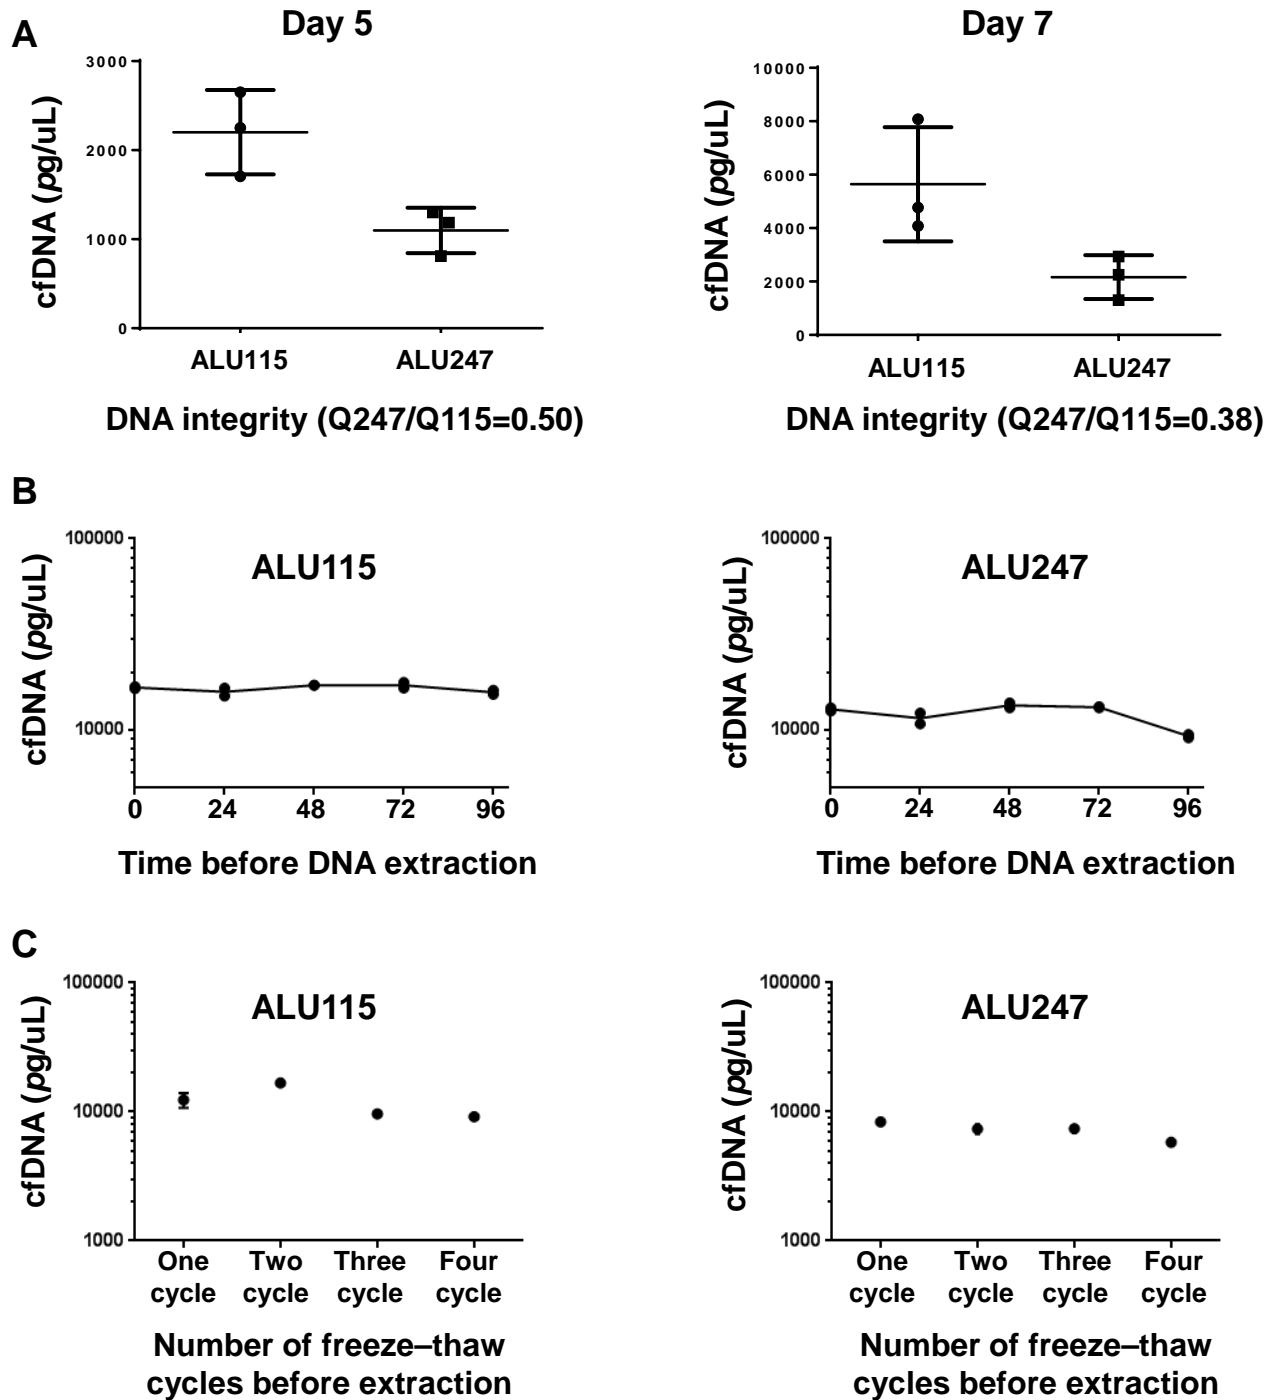 A
Day 5
Day 7
cfDNA (pg/uL)
3000
2000
1000
0
ALU115
ALU247
DNA integrity (Q247/Q115=0.50)
cfDNA (pg/uL)
10000
8000
6000
4000
2000
0
ALU115
ALU247
DNA integrity (Q247/Q115=0.38)
B
ALU115
cfDNA (pg/uL)
100000
10000
0 24 48 72 96
Time before DNA extraction
ALU247
cfDNA (pg/uL)
100000
10000
0 24 48 72 96
Time before DNA extraction
C
ALU115
cfDNA (pg/uL)
100000
10000
1000
One Two Three Four
cycle cycle cycle cycle
Number of freeze–thaw
cycles before extraction
ALU247
cfDNA (pg/uL)
100000
10000
1000
One Two Three Four
cycle cycle cycle cycle
Number of freeze–thaw
cycles before extraction